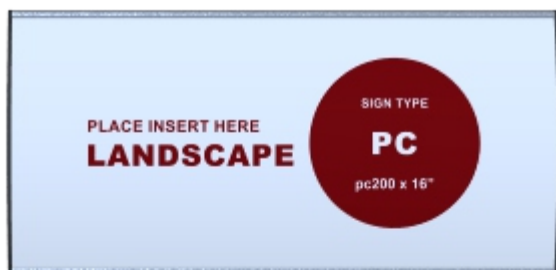 PLACE INSERT HERE
LANDSCAPE
SIGN TYPE
PC
pc200 x 16"